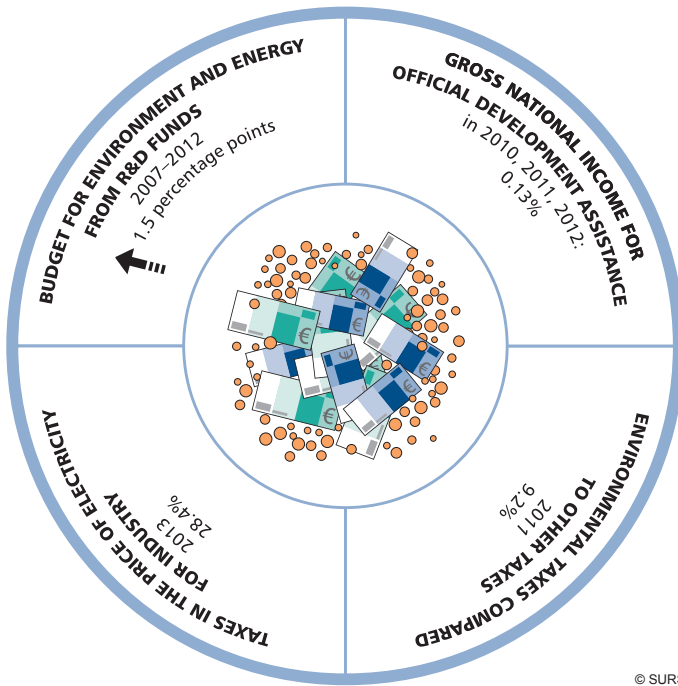 BUDGET FOR ENVIRONMENT AND ENERGY
FROM R&D FUNDS
2007–2012
1.5 percentage points
GROSS NATIONAL INCOME FOR
OFFICIAL DEVELOPMENT ASSISTANCE
in 2010, 2011, 2012:
0.13%
TAXES IN THE PRICE OF ELECTRICITY
FOR INDUSTRY
2013
28.4%
ENVIRONMENTAL TAXES COMPARED
TO OTHER TAXES
2011
9.2%
© SURS